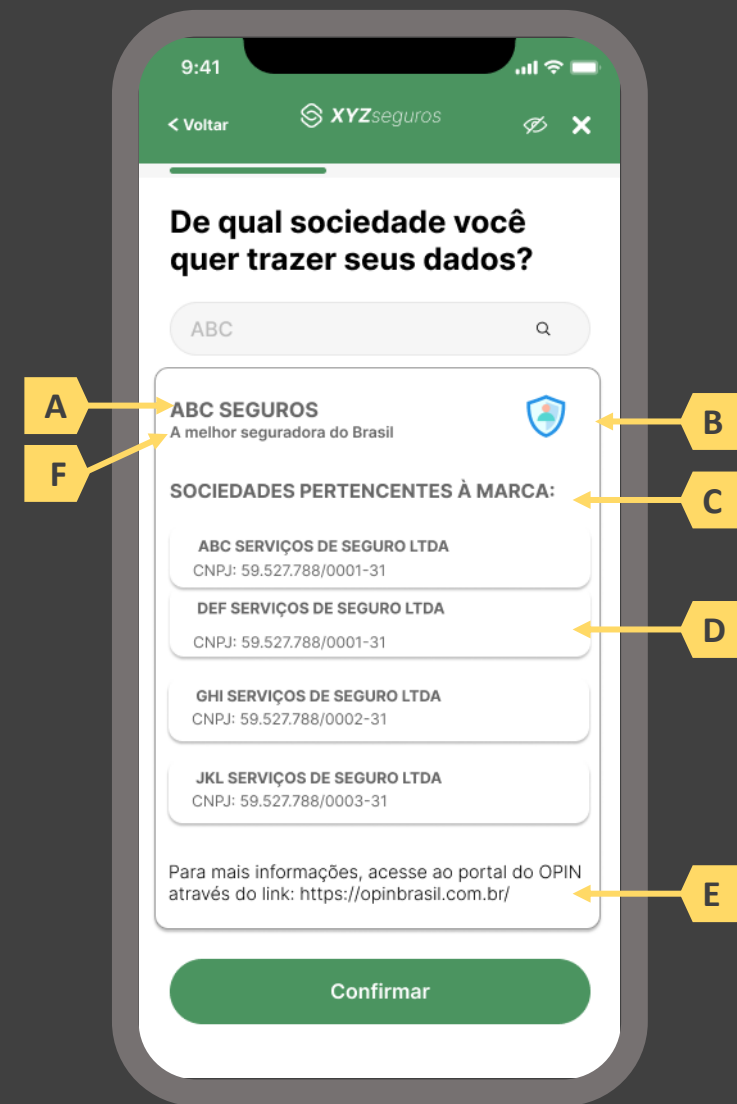 9:41
< Voltar
XYZseguros
De qual sociedade você
quer trazer seus dados?
ABC
A
ABC SEGUROS
B
A melhor seguradora do Brasil
F
SOCIEDADES PERTENCENTES À MARCA:
C
ABC SERVIÇOS DE SEGURO LTDA
CNPJ: 59.527.788/0001-31
DEF SERVIÇOS DE SEGURO LTDA
D
CNPJ: 59.527.788/0001-31
GHI SERVIÇOS DE SEGURO LTDA
CNPJ: 59.527.788/0002-31
JKL SERVIÇOS DE SEGURO LTDA
CNPJ: 59.527.788/0003-31
Para mais informações, acesse ao portal do OPIN
através do link: https://opinbrasil.com.br/
E
Confirmar